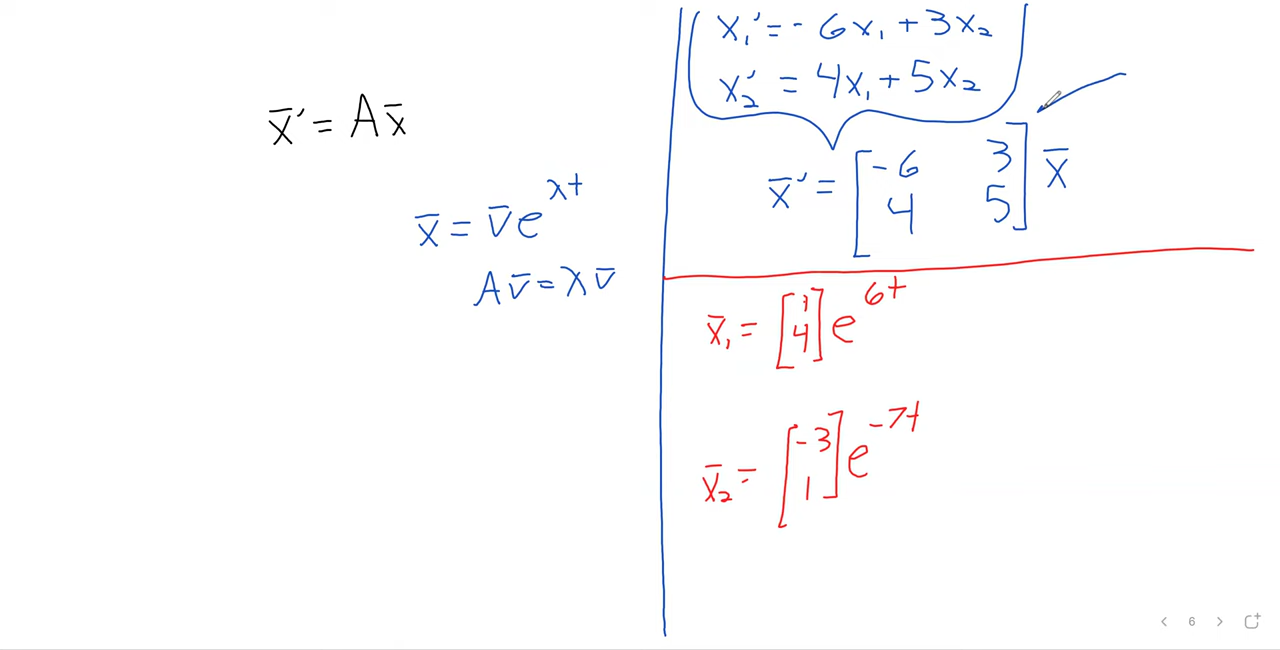 x̄' = Ax̄
x̄ = v̄e^λt
Av̄ = λv̄
x₁' = -6x₁ + 3x₂
x₂' = 4x₁ + 5x₂
x̄' = [-6 3
4 5] x̄
x̄₁ = [1
4] e^6t
x̄₂ = [-3
1] e^-7t
6